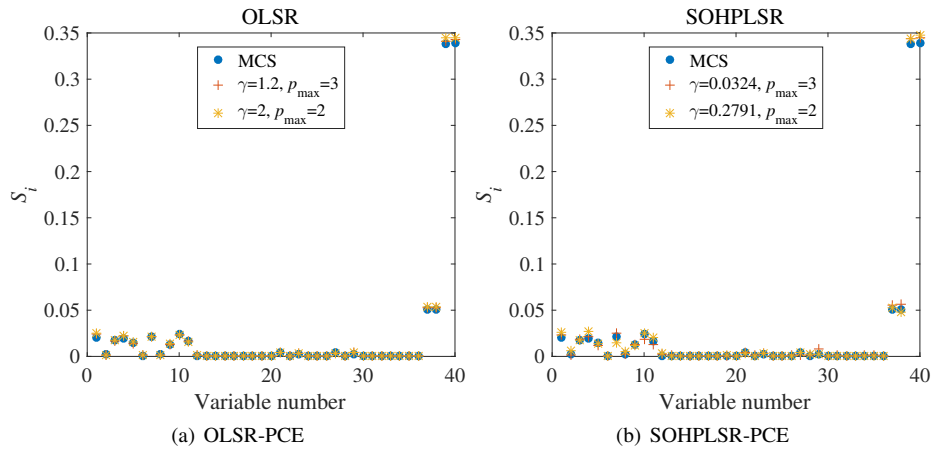 OLSR
0.35
0.3
0.25
0.2
0.15
0.1
0.05
0
S_i
MCS
γ=1.2, p_max=3
γ=2, p_max=2
0 10 20 30 40
Variable number
(a) OLSR-PCE
SOHPLSR
0.35
0.3
0.25
0.2
0.15
0.1
0.05
0
S_i
MCS
γ=0.0324, p_max=3
γ=0.2791, p_max=2
0 10 20 30 40
Variable number
(b) SOHPLSR-PCE